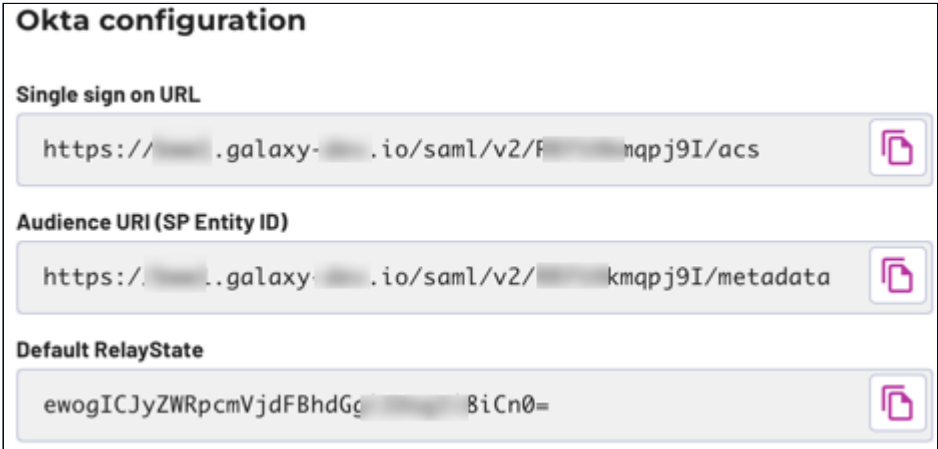 Okta configuration
Single sign on URL
https:// .galaxy- .io/saml/v2/ mqpj9I/acs
Audience URI (SP Entity ID)
https:/ .galaxy- .io/saml/v2/ kmqpj9I/metadata
Default RelayState
ewogICJyZWRpcmVjdFBhdGg 8iCn0=